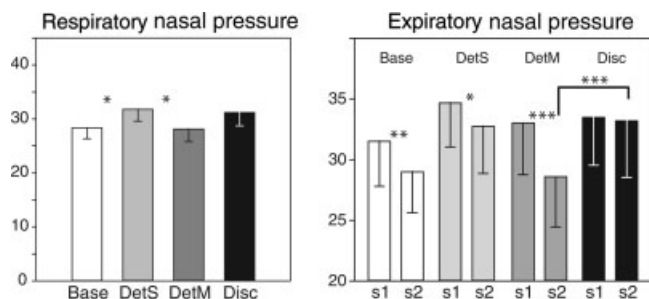 Respiratory nasal pressure
40
30
20
10
0
* *
Base DetS DetM Disc
Expiratory nasal pressure
40
35
30
25
20
Base DetS DetM Disc
** * *** ***
s1 s2 s1 s2 s1 s2 s1 s2